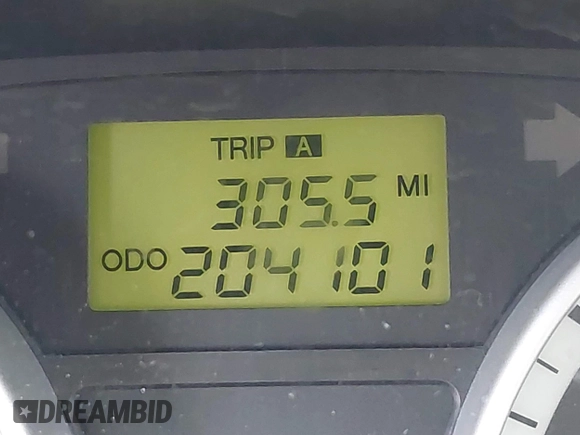 TRIP A
305.5 MI
ODO 204101
DREAMBID